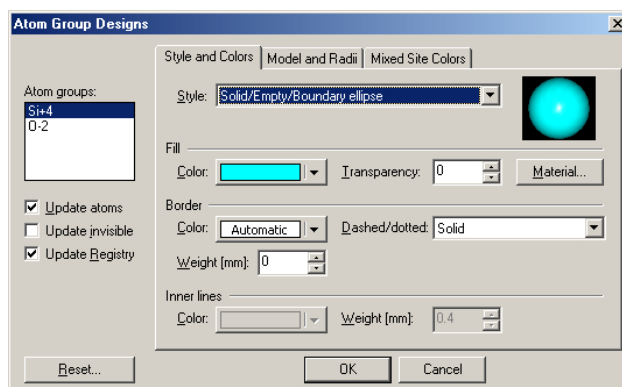 Atom Group Designs
Style and Colors Model and Radii Mixed Site Colors
Atom groups:
Si+4
O-2
Style: Solid/Empty/Boundary ellipse
Fill
Color: Transparency: 0 Material...
Update atoms
Update invisible
Update Registry
Border
Color: Automatic Dashed/dotted: Solid
Weight [mm]: 0
Inner lines
Color: Weight [mm]: 0.4
Reset... OK Cancel